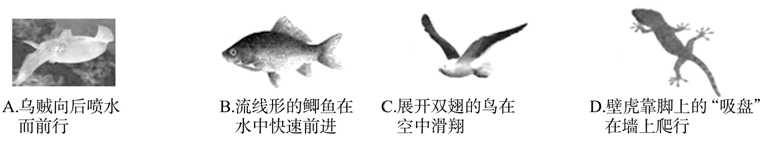 A.乌贼向后喷水
而前行
B.流线形的鲫鱼在
水中快速前进
C.展开双翅的鸟在
空中滑翔
D.壁虎靠脚上的“吸盘”
在墙上爬行